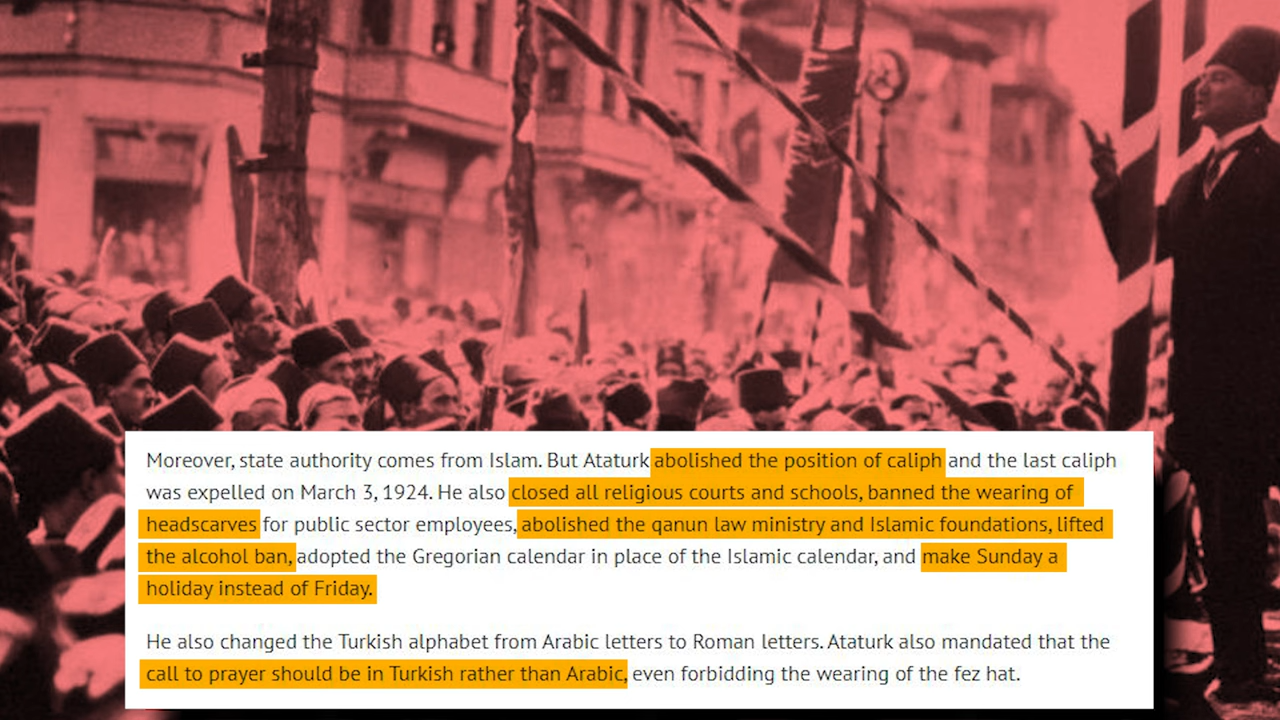 Moreover, state authority comes from Islam. But Ataturk abolished the position of caliph and the last caliph
was expelled on March 3, 1924. He also closed all religious courts and schools, banned the wearing of
headscarves for public sector employees, abolished the qanun law ministry and Islamic foundations, lifted
the alcohol ban, adopted the Gregorian calendar in place of the Islamic calendar, and make Sunday a
holiday instead of Friday.
He also changed the Turkish alphabet from Arabic letters to Roman letters. Ataturk also mandated that the
call to prayer should be in Turkish rather than Arabic, even forbidding the wearing of the fez hat.